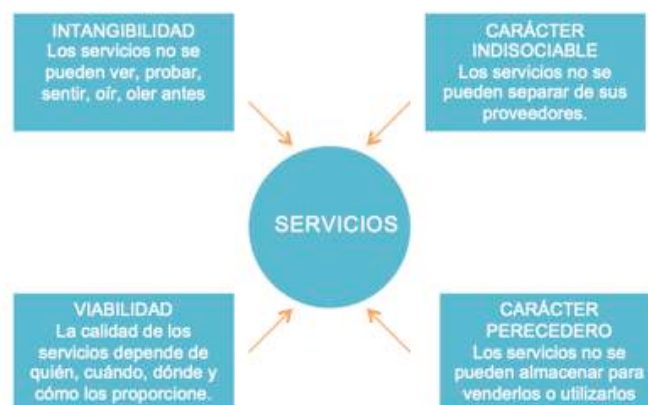 INTANGIBILIDAD
Los servicios no se
pueden ver, probar,
sentir, oír, oler antes
CARÁCTER
INDISOCIABLE
Los servicios no se
pueden separar de sus
proveedores.
SERVICIOS
VIABILIDAD
La calidad de los
servicios depende de
quién, cuándo, dónde y
cómo los proporcione.
CARÁCTER
PERECEDERO
Los servicios no se
pueden almacenar para
venderlos o utilizarlos